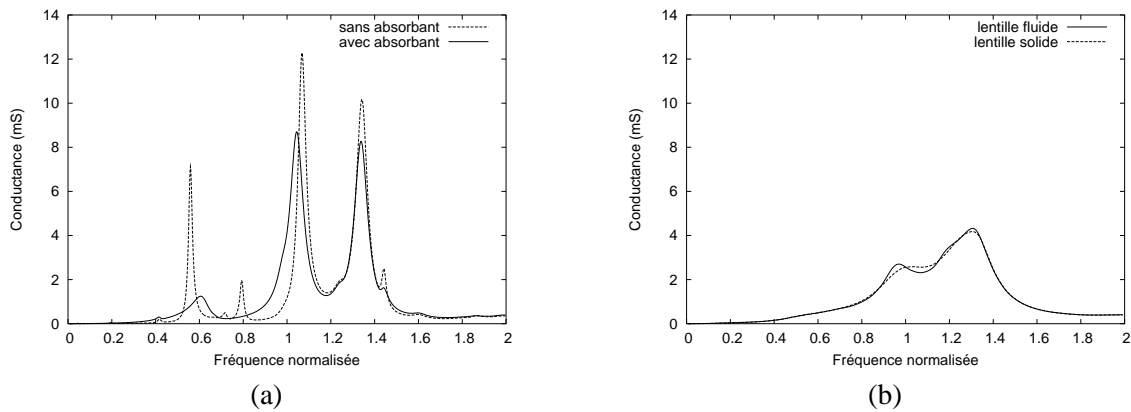 sans absorbant
avec absorbant
14
12
10
8
6
4
2
0
Conductance (mS)
0 0.2 0.4 0.6 0.8 1.0 1.2 1.4 1.6 1.8 2.0
Fréquence normalisée
(a)
lentille fluide
lentille solide
14
12
10
8
6
4
2
0
Conductance (mS)
0 0.2 0.4 0.6 0.8 1.0 1.2 1.4 1.6 1.8 2
Fréquence normalisée
(b)